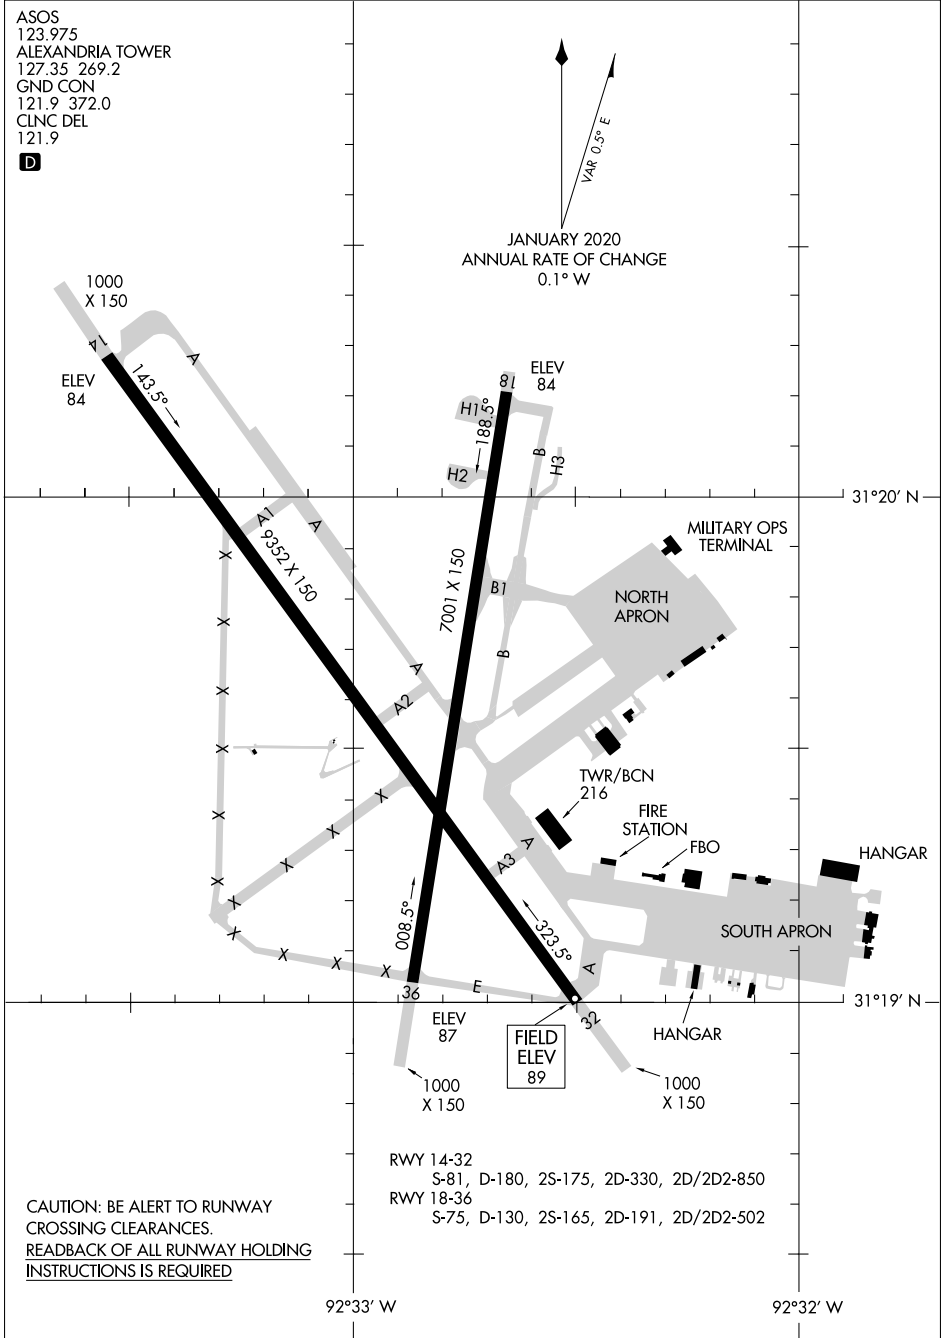 ASOS
123.975
ALEXANDRIA TOWER
127.35 269.2
GND CON
121.9 372.0
CLNC DEL
121.9
D
VAR 0.5° E
JANUARY 2020
ANNUAL RATE OF CHANGE
0.1° W
1000
X 150
14
ELEV
84
143.5°
A
18
ELEV
84
H1
188.5°
H2
B
H3
31°20' N
A1
A
9352 X 150
X
MILITARY OPS
TERMINAL
7001 X 150
B1
NORTH
APRON
X
B
A
X
A2
X
TWR/BCN
216
X
X
X
FIRE
STATION
FBO
HANGAR
A
A3
X
X
X
008.5°
323.5°
SOUTH APRON
X
X
X
X
A
36
E
31°19' N
32
ELEV
87
FIELD
ELEV
89
HANGAR
1000
X 150
1000
X 150
RWY 14-32
S-81, D-180, 2S-175, 2D-330, 2D/2D2-850
RWY 18-36
S-75, D-130, 2S-165, 2D-191, 2D/2D2-502
CAUTION: BE ALERT TO RUNWAY
CROSSING CLEARANCES.
READBACK OF ALL RUNWAY HOLDING
INSTRUCTIONS IS REQUIRED
92°33' W
92°32' W